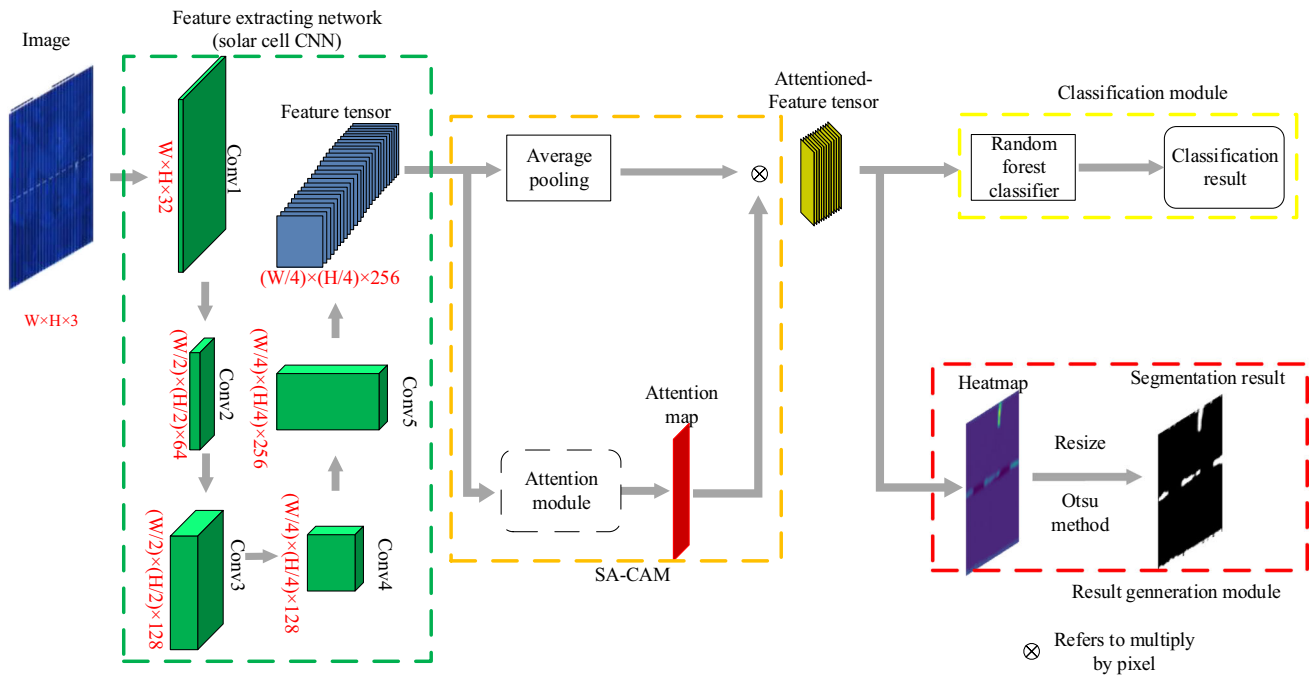 Image
W×H×3
Feature extracting network
(solar cell CNN)
W×H×32
Conv1
(W/2)×(H/2)×64
Conv2
(W/2)×(H/2)×128
Conv3
(W/4)×(H/4)×128
Conv4
(W/4)×(H/4)×256
Conv5
Feature tensor
(W/4)×(H/4)×256
Average
pooling
Attention
module
Attention
map
⊗
SA-CAM
Attentioned-
Feature tensor
Classification module
Random
forest
classifier
Classification
result
Heatmap
Resize
Otsu
method
Segmentation result
Result genneration module
⊗ Refers to multiply
by pixel